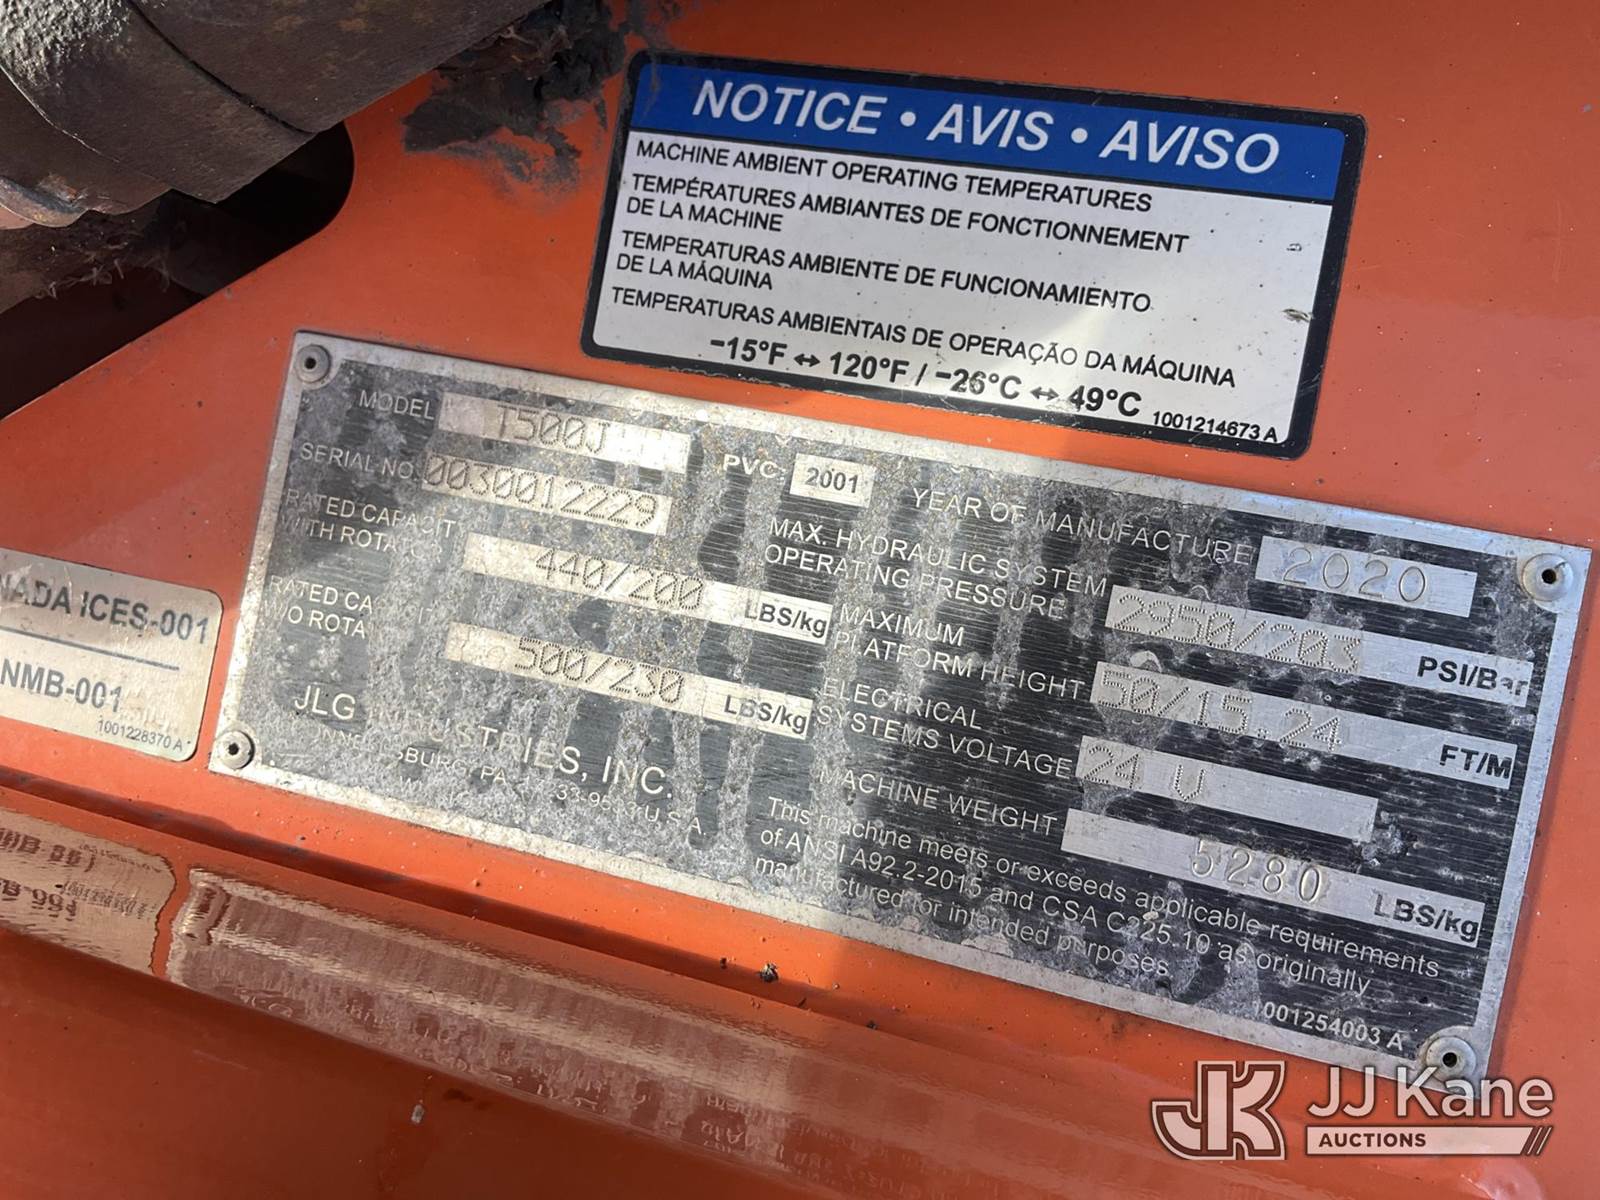 NOTICE • AVIS • AVISO
MACHINE AMBIENT OPERATING TEMPERATURES
TEMPÉRATURES AMBIANTES DE FONCTIONNEMENT
DE LA MACHINE
TEMPERATURAS AMBIENTE DE FUNCIONAMIENTO
DE LA MÁQUINA
TEMPERATURAS AMBIENTAIS DE OPERAÇÃO DA MÁQUINA
-15°F ↔ 120°F / -26°C ↔ 49°C
1001214673 A
MODEL T500J
SERIAL NO. 0030012229
PVC 2001
RATED CAPACITY
WITH ROTATOR 440/200 LBS/kg
RATED CAPACITY
W/O ROTA 500/230 LBS/kg
JLG INDUSTRIES, INC.
U.S.A.
YEAR OF MANUFACTURE 2020
MAX. HYDRAULIC SYSTEM
OPERATING PRESSURE 2950/203 PSI/Bar
MAXIMUM
PLATFORM HEIGHT 50/15.24 FT/M
ELECTRICAL
SYSTEMS VOLTAGE 24 V
MACHINE WEIGHT 5280 LBS/kg
This machine meets or exceeds applicable requirements
of ANSI A92.2-2015 and CSA C225.10 as originally
manufactured for intended purposes
1001254003 A
NADA ICES-001
NMB-001
1001228370 A
JK JJ Kane
AUCTIONS